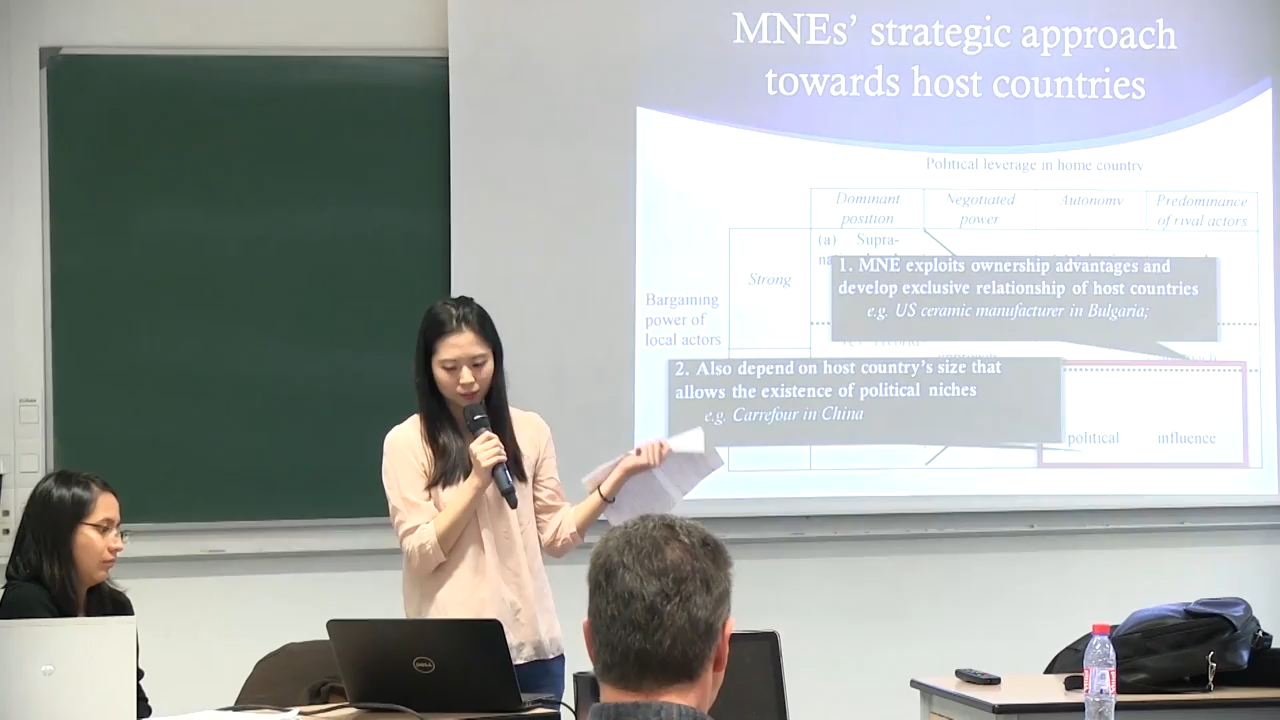 MNEs' strategic approach
towards host countries
Political leverage in home country
Dominant
position
Negotiated
power
Autonomy
Predominance
of rival actors
(a) Supra-
Strong
Bargaining
power of
local actors
1. MNE exploits ownership advantages and
develop exclusive relationship of host countries
e.g. US ceramic manufacturer in Bulgaria;
2. Also depend on host country's size that
allows the existence of political niches
e.g. Carrefour in China
political influence
DELL
hp